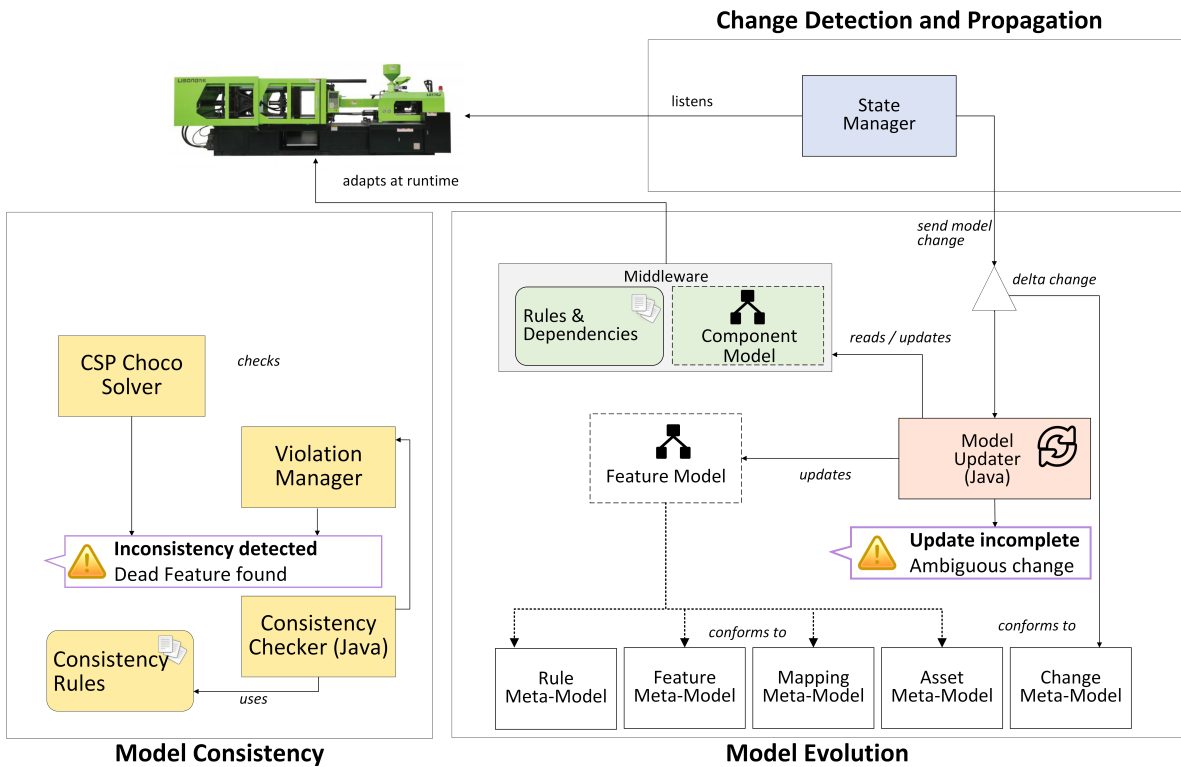 Change Detection and Propagation
listens
State
Manager
adapts at runtime
send model
change
delta change
Middleware
Rules &
Dependencies
Component
Model
reads / updates
CSP Choco
Solver
checks
Violation
Manager
Feature Model
updates
Model
Updater
(Java)
Inconsistency detected
Dead Feature found
Update incomplete
Ambiguous change
Consistency
Checker (Java)
Consistency
Rules
uses
conforms to
conforms to
Rule
Meta-Model
Feature
Meta-Model
Mapping
Meta-Model
Asset
Meta-Model
Change
Meta-Model
Model Consistency
Model Evolution